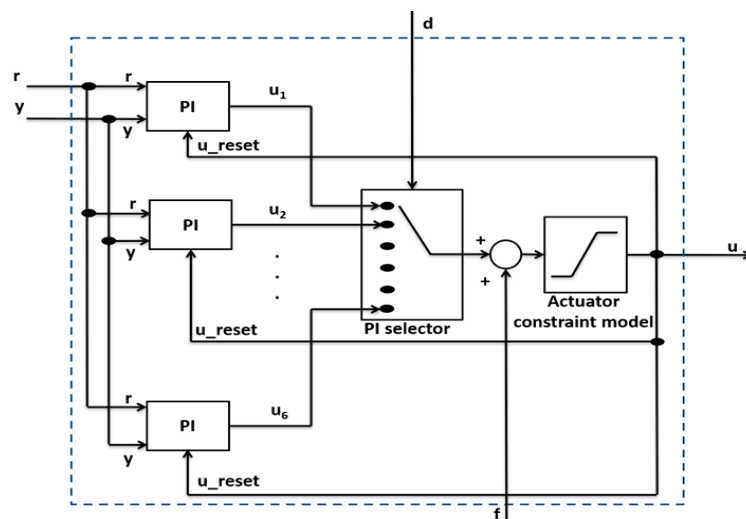 d
r
r
PI
u₁
y
y
u_reset
r
PI
u₂
y
+
+
u
u_reset
PI selector
Actuator
constraint model
r
PI
u₆
y
u_reset
f